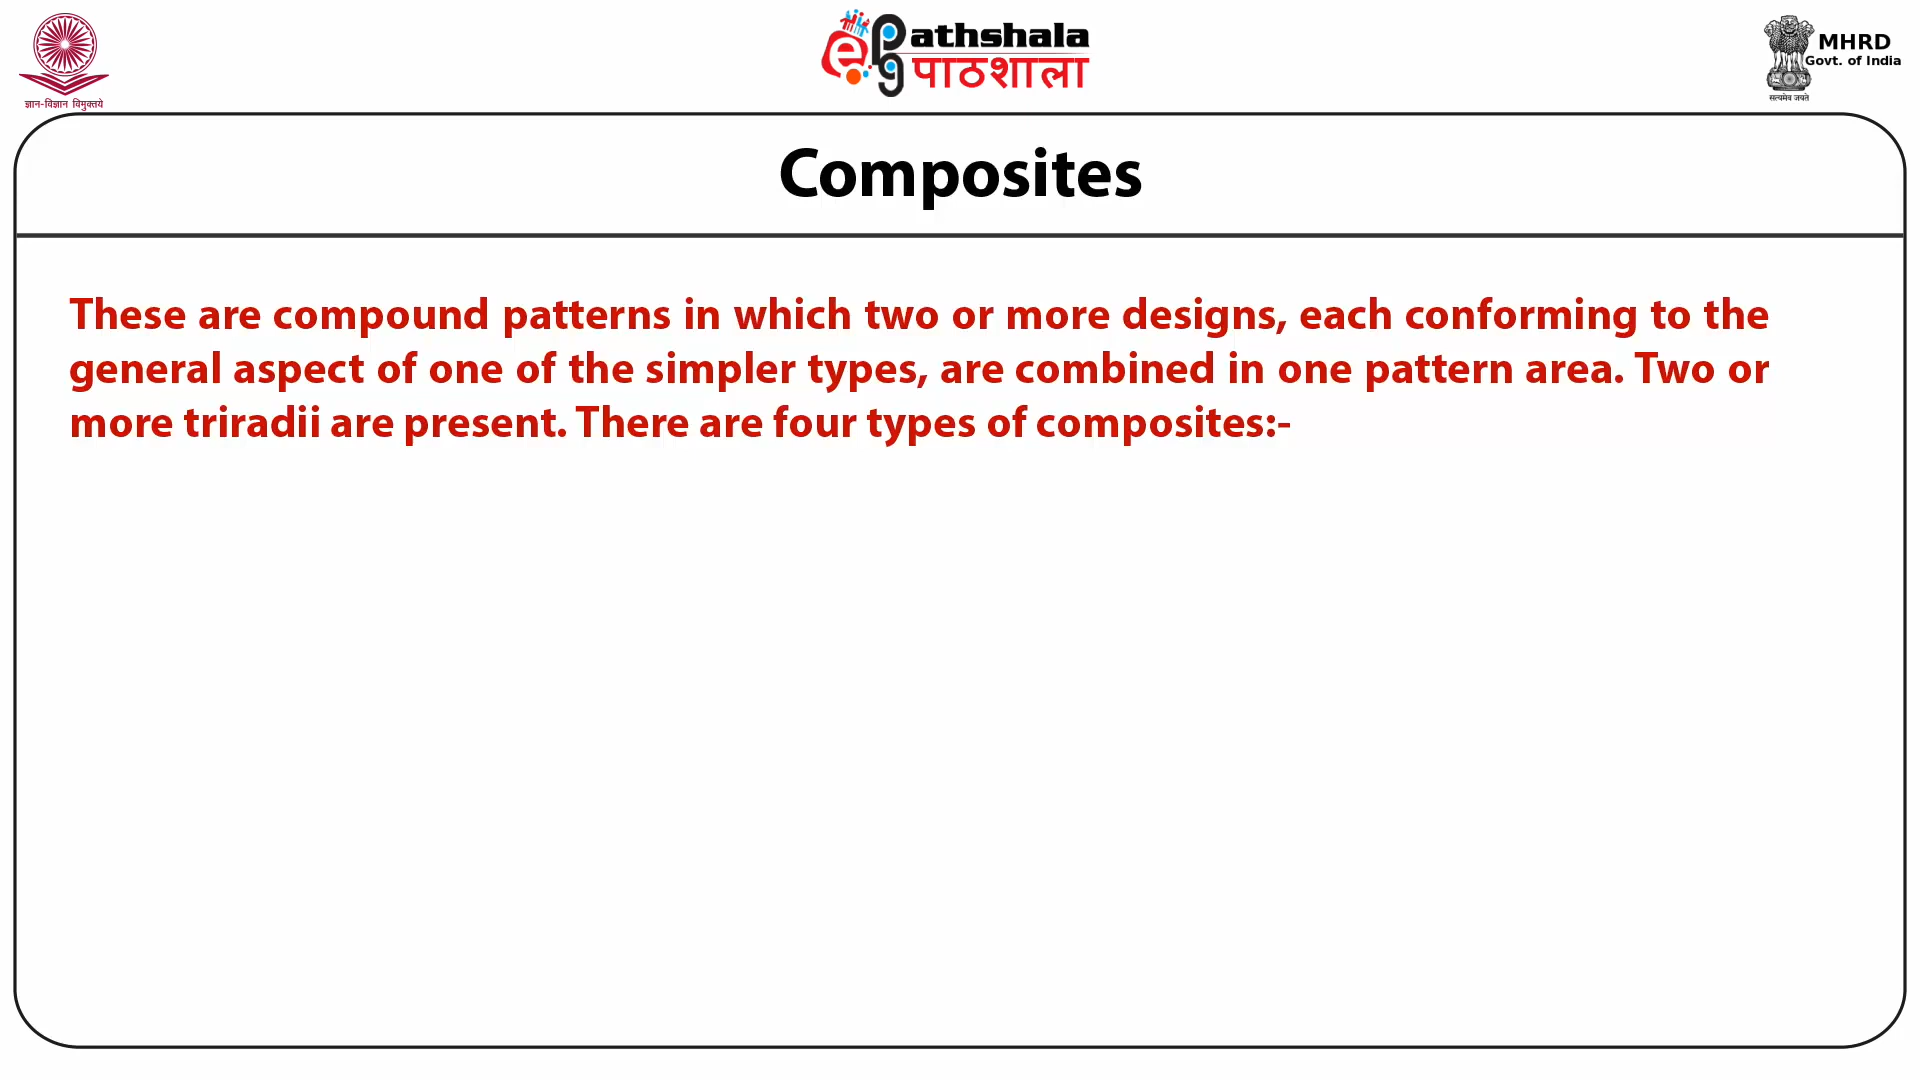 ज्ञान-विज्ञान विमुक्तये
ePathshala
पाठशाला
MHRD
Govt. of India
सत्यमेव जयते
Composites
These are compound patterns in which two or more designs, each conforming to the
general aspect of one of the simpler types, are combined in one pattern area. Two or
more triradii are present. There are four types of composites:-